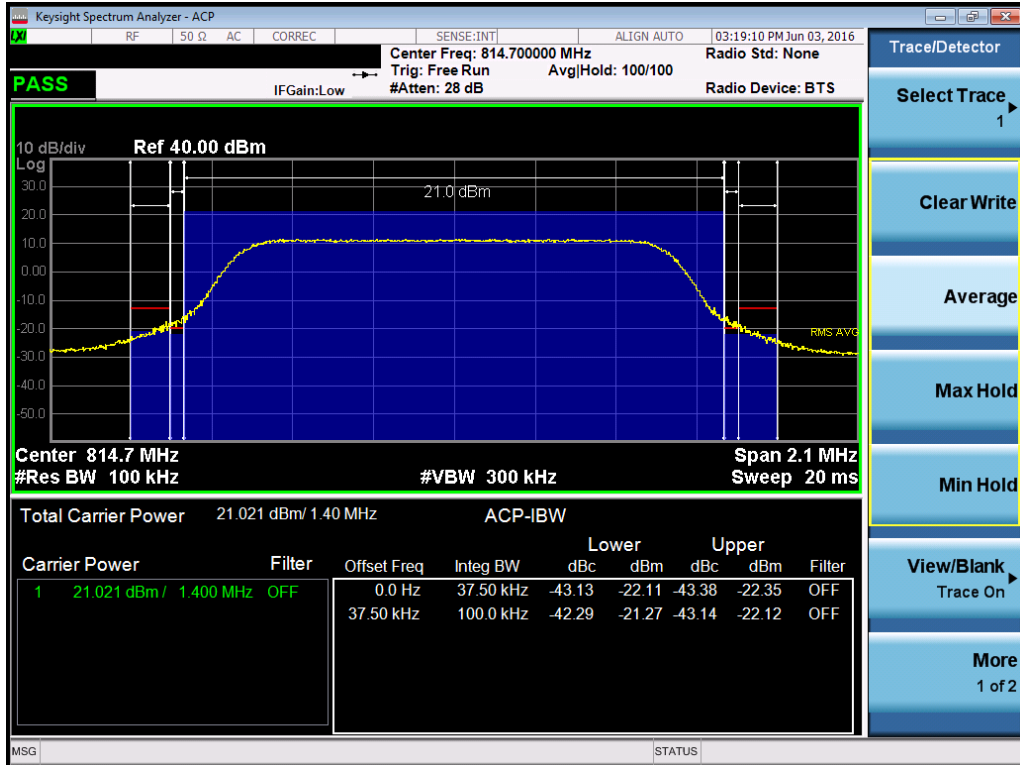 Keysight Spectrum Analyzer - ACP
LXI RF 50 Ω AC CORREC SENSE:INT ALIGN AUTO 03:19:10 PM Jun 03, 2016
Center Freq: 814.700000 MHz Radio Std: None
Trig: Free Run Avg|Hold: 100/100
PASS IFGain:Low #Atten: 28 dB Radio Device: BTS
10 dB/div Ref 40.00 dBm
Log
30.0
21.0 dBm
20.0
10.0
0.00
-10.0
-20.0
RMS AVG
-30.0
-40.0
-50.0
Center 814.7 MHz Span 2.1 MHz
#Res BW 100 kHz #VBW 300 kHz Sweep 20 ms
Total Carrier Power 21.021 dBm/ 1.40 MHz ACP-IBW
Lower Upper
Carrier Power Filter Offset Freq Integ BW dBc dBm dBc dBm Filter
1 21.021 dBm / 1.400 MHz OFF 0.0 Hz 37.50 kHz -43.13 -22.11 -43.38 -22.35 OFF
37.50 kHz 100.0 kHz -42.29 -21.27 -43.14 -22.12 OFF
MSG STATUS
Trace/Detector
Select Trace
1
Clear Write
Average
Max Hold
Min Hold
View/Blank
Trace On
More
1 of 2